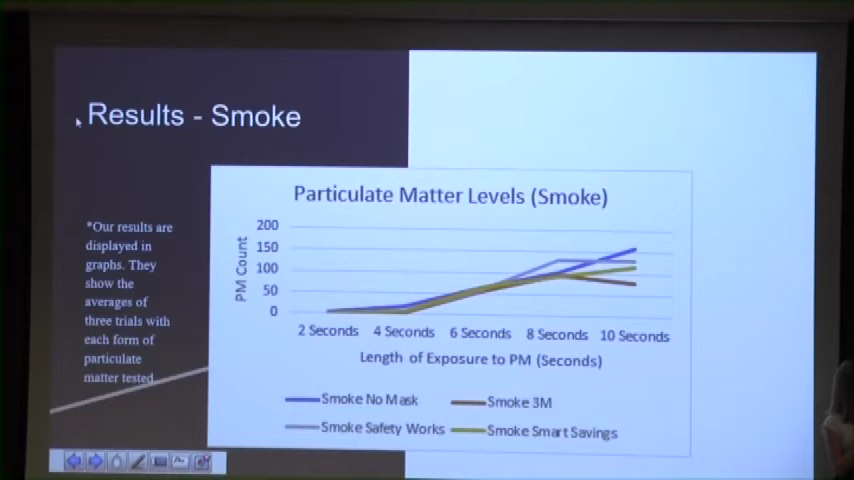 Results - Smoke
*Our results are
displayed in
graphs. They
show the
averages of
three trials with
each form of
particulate
matter tested
Particulate Matter Levels (Smoke)
PM Count
200
150
100
50
0
2 Seconds 4 Seconds 6 Seconds 8 Seconds 10 Seconds
Length of Exposure to PM (Seconds)
Smoke No Mask Smoke 3M
Smoke Safety Works Smoke Smart Savings